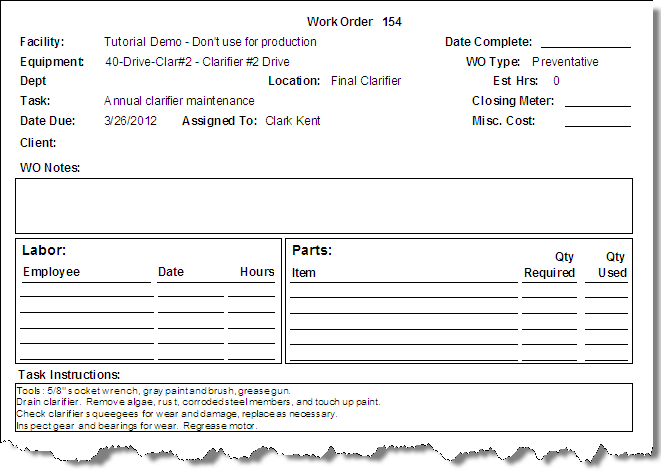 Work Order 154
Facility: Tutorial Demo - Don't use for production Date Complete:
Equipment: 40-Drive-Clar#2 - Clarifier #2 Drive WO Type: Preventative
Dept Location: Final Clarifier Est Hrs: 0
Task: Annual clarifier maintenance Closing Meter:
Date Due: 3/26/2012 Assigned To: Clark Kent Misc. Cost:
Client:
WO Notes:
Labor:
Employee Date Hours
Parts:
Item Qty Required Qty Used
Task Instructions:
Tools: 5/8" socket wrench, gray paint and brush, grease gun.
Drain clarifier. Remove algae, rust, corroded steel members, and touch up paint.
Check clarifier squeegees for wear and damage, replace as necessary.
Inspect gear and bearings for wear. Regrease motor.